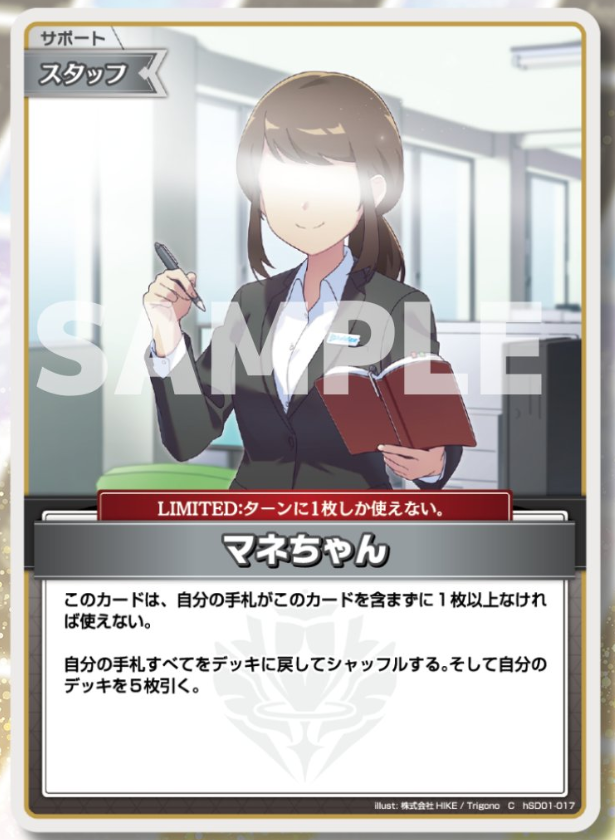 サポート
スタッフ
SAMPLE
LIMITED:ターンに1枚しか使えない。
マネちゃん
このカードは、自分の手札がこのカードを含まずに1枚以上なけれ
ば使えない。
自分の手札すべてをデッキに戻してシャッフルする。そして自分の
デッキを5枚引く。
illust: 株式会社HIKE / Trigono C hSD01-017